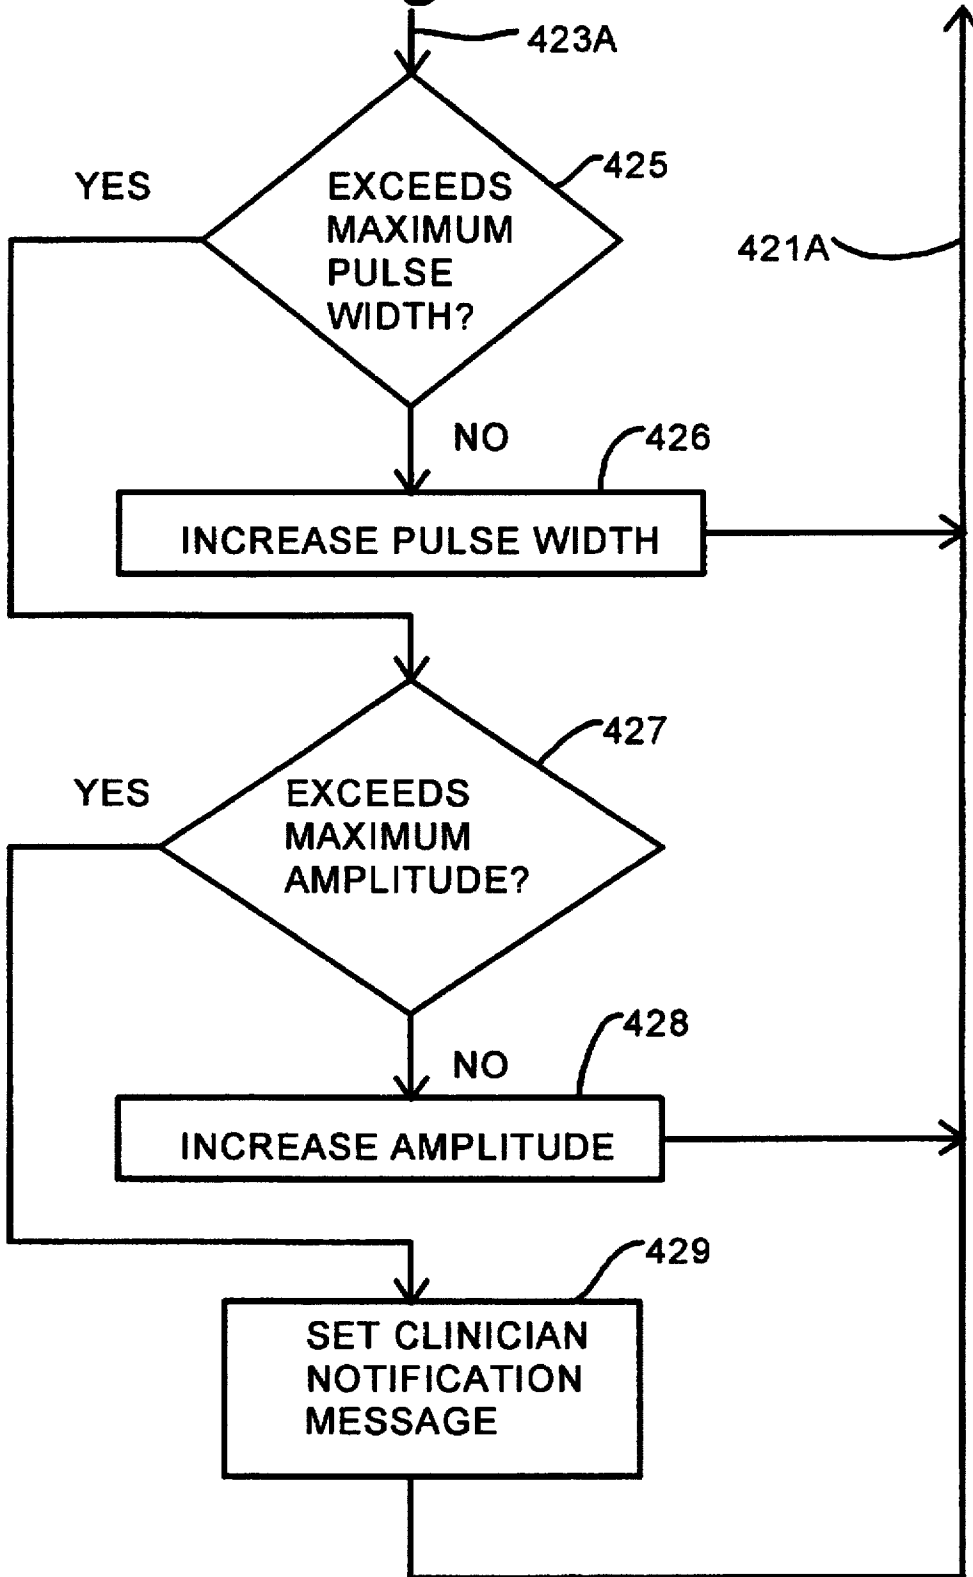 423A
YES
425
EXCEEDS
MAXIMUM
PULSE
WIDTH?
421A
NO
426
INCREASE PULSE WIDTH
427
YES
EXCEEDS
MAXIMUM
AMPLITUDE?
428
NO
INCREASE AMPLITUDE
429
SET CLINICIAN
NOTIFICATION
MESSAGE